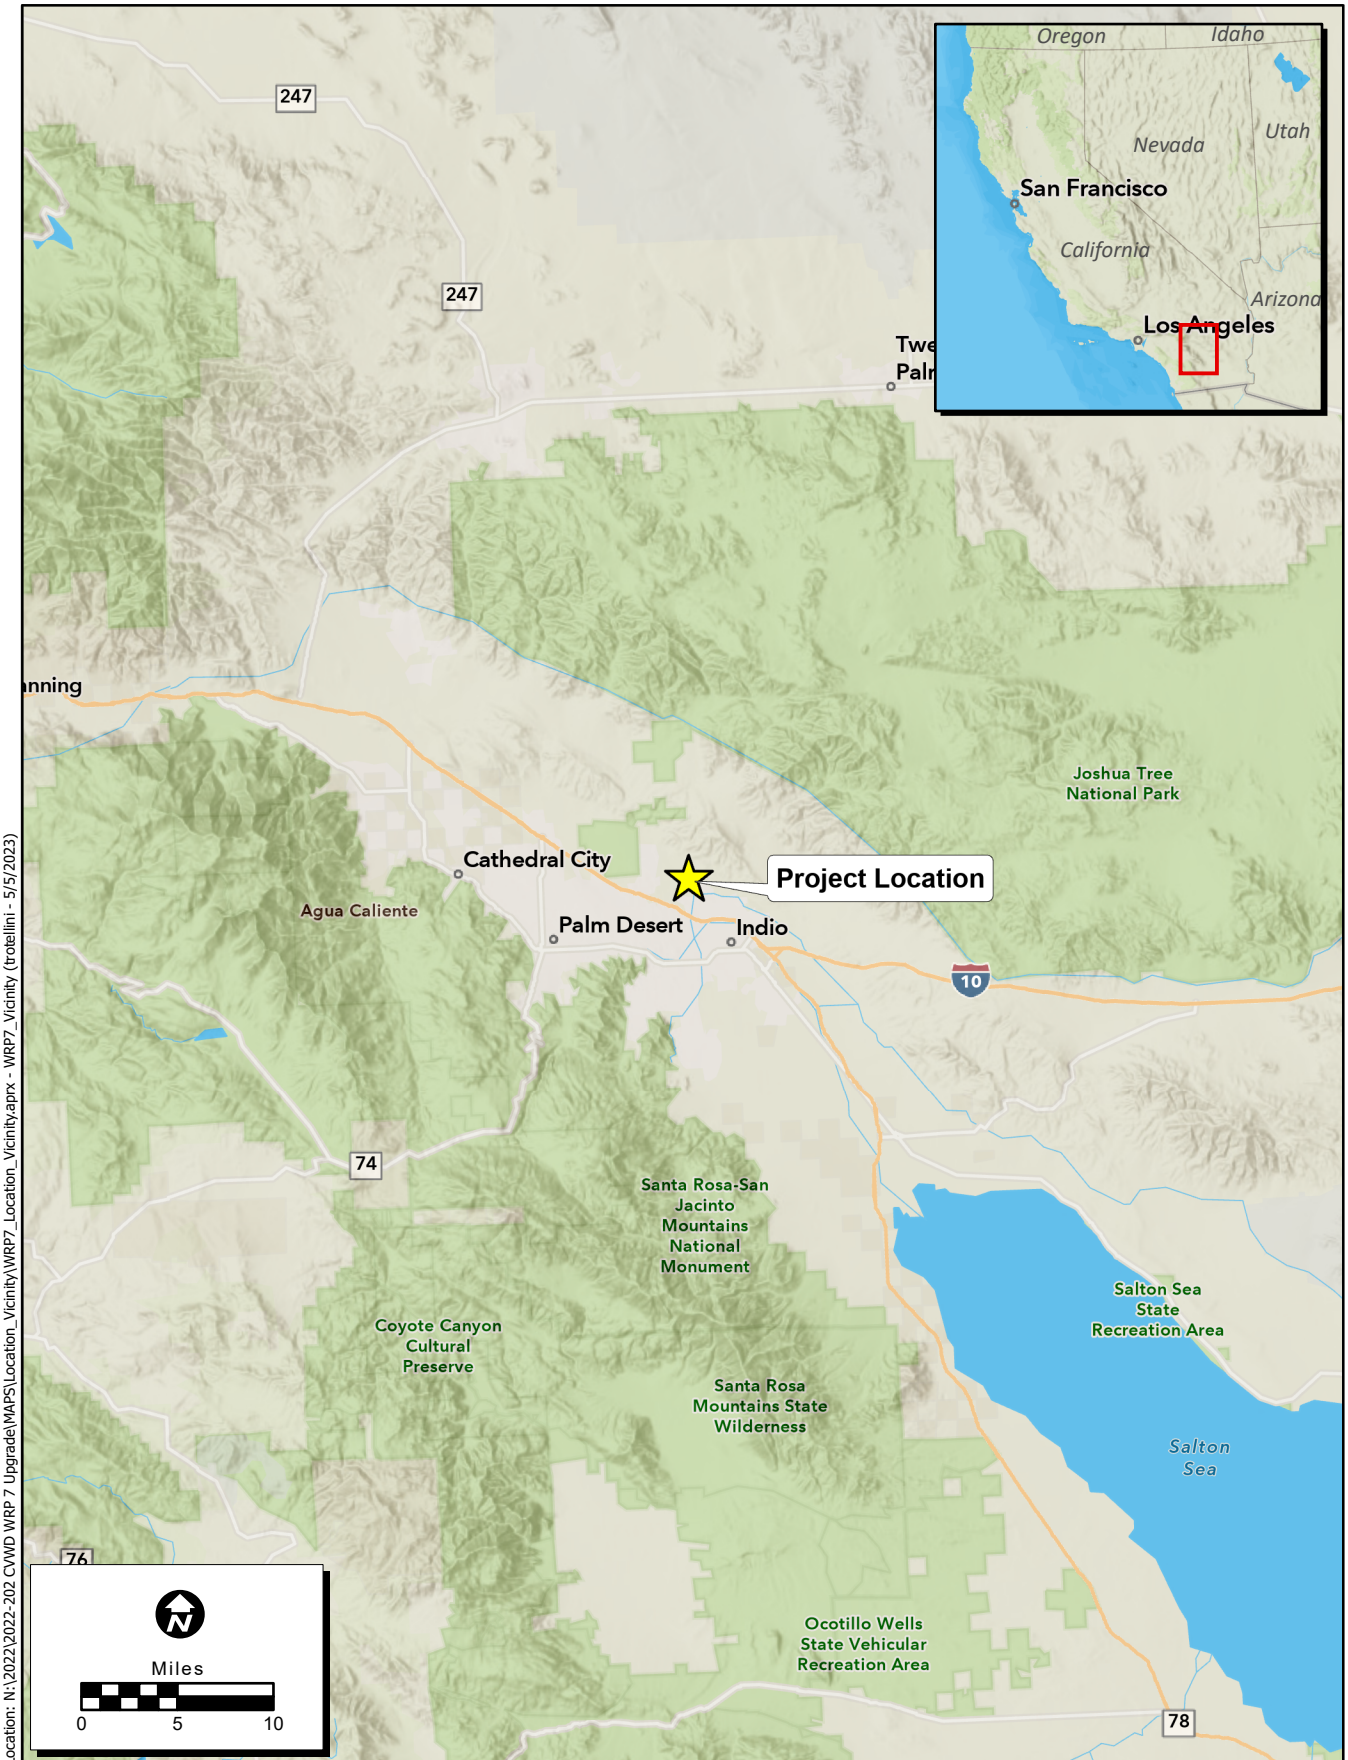 Oregon
Idaho
Nevada
Utah
San Francisco
California
Arizona
Los Angeles
247
247
Twe
Palr
anning
Joshua Tree
National Park
Cathedral City
Project Location
Agua Caliente
Palm Desert
Indio
10
74
Santa Rosa-San
Jacinto
Mountains
National
Monument
Salton Sea
State
Recreation Area
Coyote Canyon
Cultural
Preserve
Santa Rosa
Mountains State
Wilderness
Salton
Sea
76
Ocotillo Wells
State Vehicular
Recreation Area
78
N
Miles
0 5 10
ocation: N:\2022\2022-202 CVWD WRP 7 Upgrade\MAPS\Location_Vicinity\WRP7_Location_Vicinity.aprx - WRP7_Vicinity (trotellini - 5/5/2023)